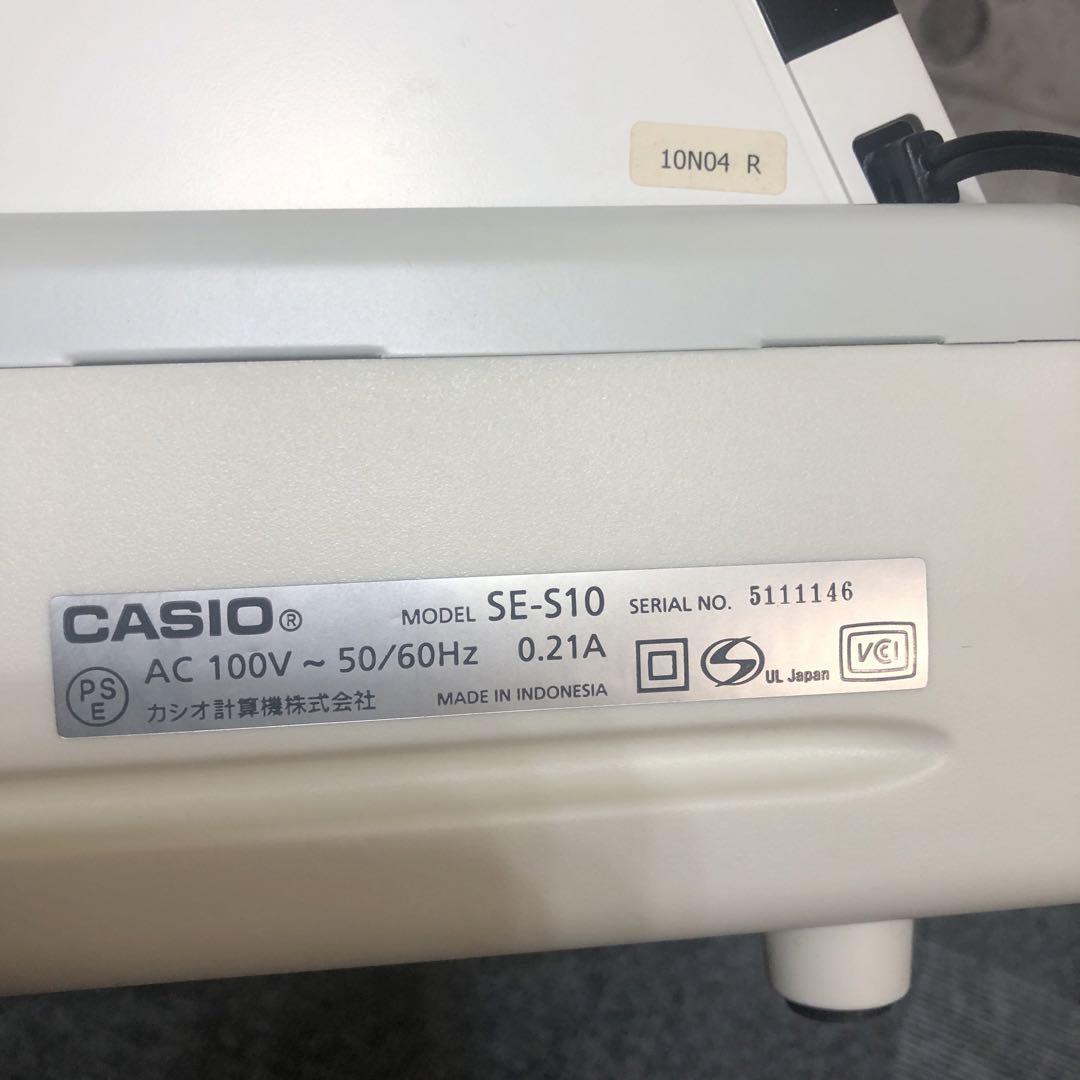 10N04 R
CASIO® MODEL SE-S10 SERIAL NO. 5111146
AC 100V ~ 50/60Hz 0.21A
PS
E
カシオ計算機株式会社 MADE IN INDONESIA
S UL Japan
VCCI